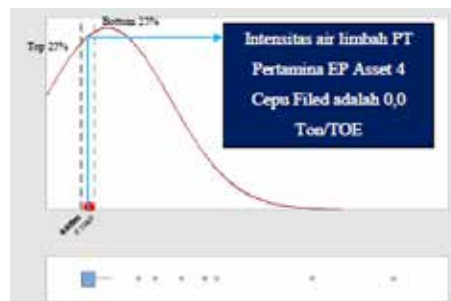 Bottom 25%
Top 25%
Intensitas air limbah PT
Pertamina EP Asset 4
Cepu Filed adalah 0,0
Ton/TOE